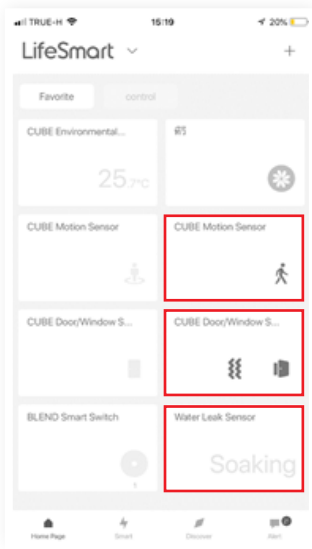 TRUE-H 15:19 20%
LifeSmart
Favorite control
CUBE Environmental...
25.7°C
CUBE Motion Sensor
CUBE Motion Sensor
CUBE Door/Window S...
CUBE Door/Window S...
BLEND Smart Switch
Water Leak Sensor
Soaking
Home Page Smart Discover Alert